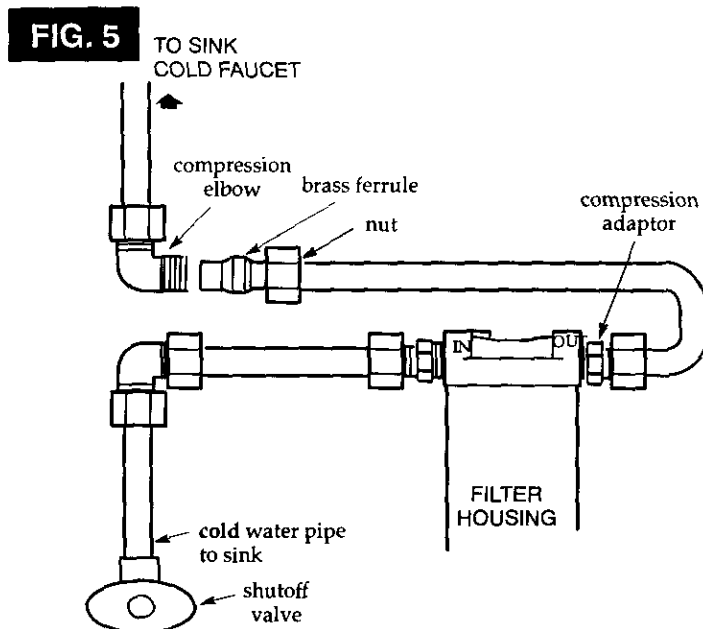 FIG. 5
TO SINK
COLD FAUCET
compression
elbow
brass ferrule
nut
compression
adaptor
IN
OUT
FILTER
HOUSING
cold water pipe
to sink
shutoff
valve